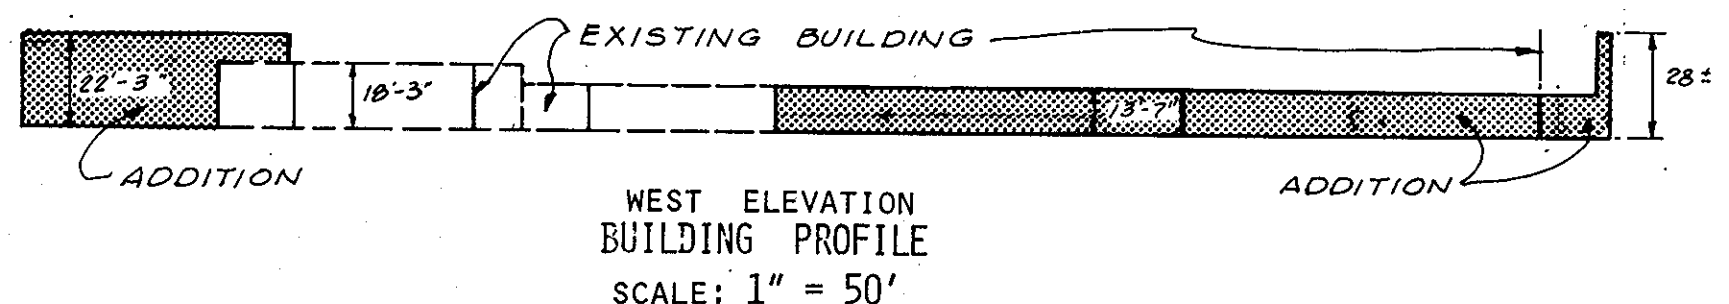 EXISTING BUILDING
22'-3"
18'-3"
28±
13'-7"
ADDITION
ADDITION
WEST ELEVATION
BUILDING PROFILE
SCALE: 1" = 50'